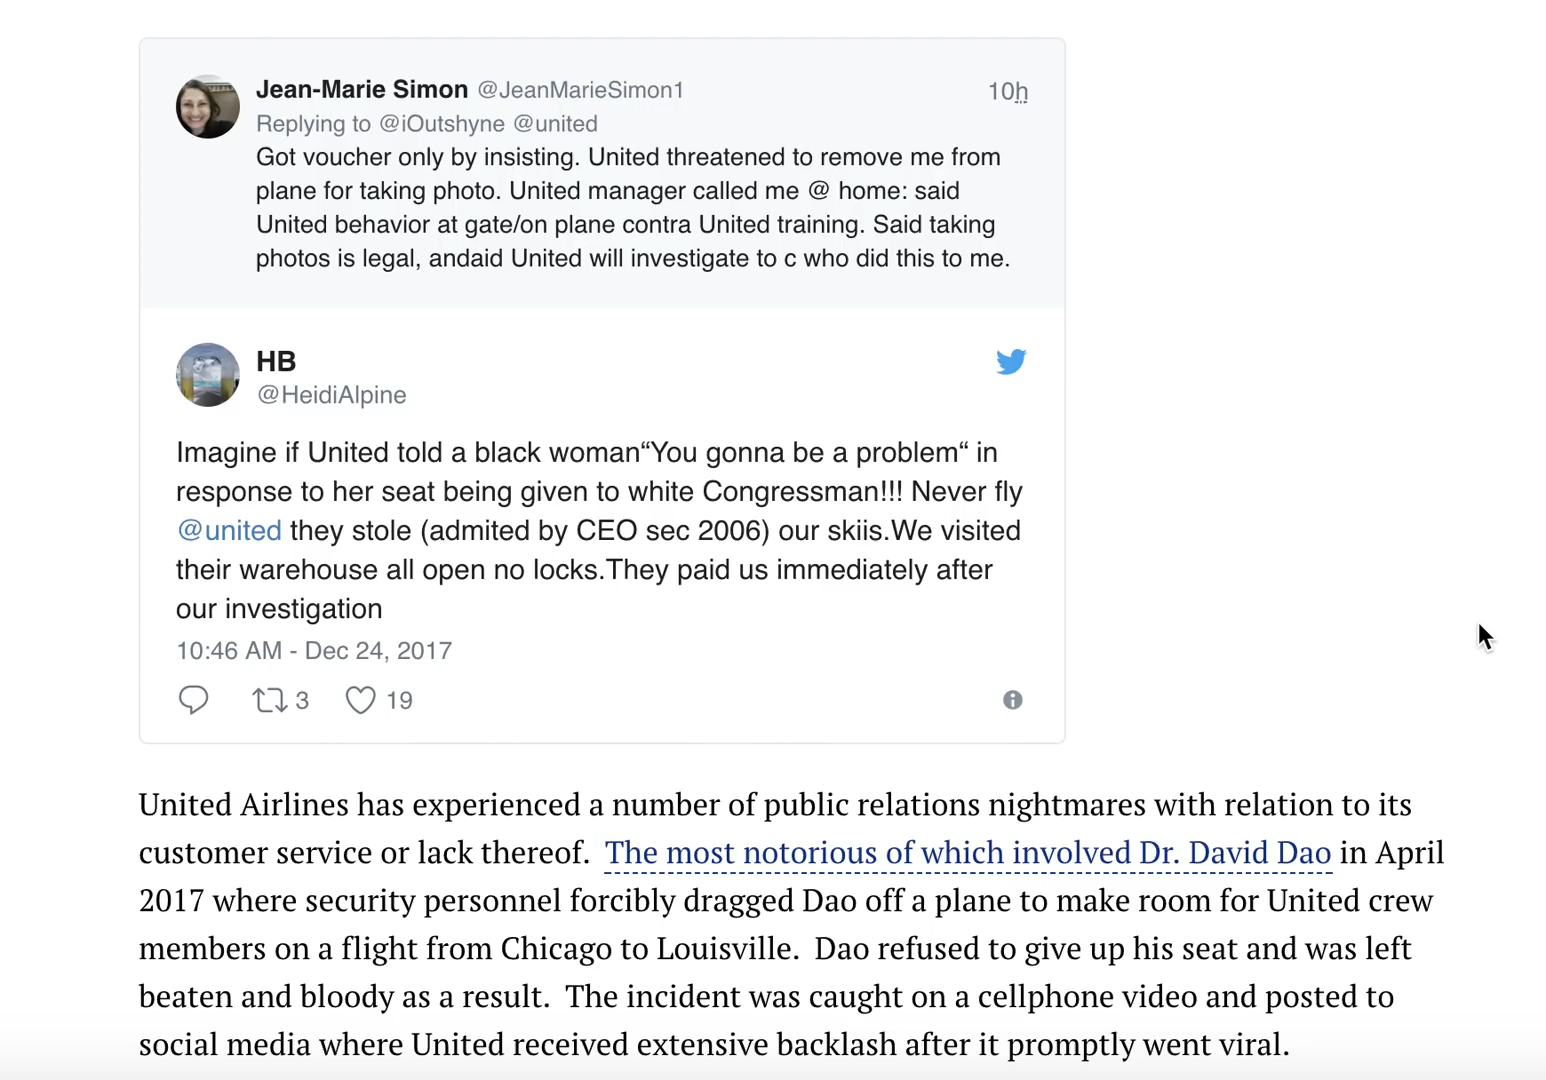 Jean-Marie Simon @JeanMarieSimon1 10h
Replying to @iOutshyne @united
Got voucher only by insisting. United threatened to remove me from
plane for taking photo. United manager called me @ home: said
United behavior at gate/on plane contra United training. Said taking
photos is legal, andaid United will investigate to c who did this to me.
HB
@HeidiAlpine
Imagine if United told a black woman“You gonna be a problem“ in
response to her seat being given to white Congressman!!! Never fly
@united they stole (admited by CEO sec 2006) our skiis.We visited
their warehouse all open no locks.They paid us immediately after
our investigation
10:46 AM - Dec 24, 2017
3 19
United Airlines has experienced a number of public relations nightmares with relation to its
customer service or lack thereof. The most notorious of which involved Dr. David Dao in April
2017 where security personnel forcibly dragged Dao off a plane to make room for United crew
members on a flight from Chicago to Louisville. Dao refused to give up his seat and was left
beaten and bloody as a result. The incident was caught on a cellphone video and posted to
social media where United received extensive backlash after it promptly went viral.